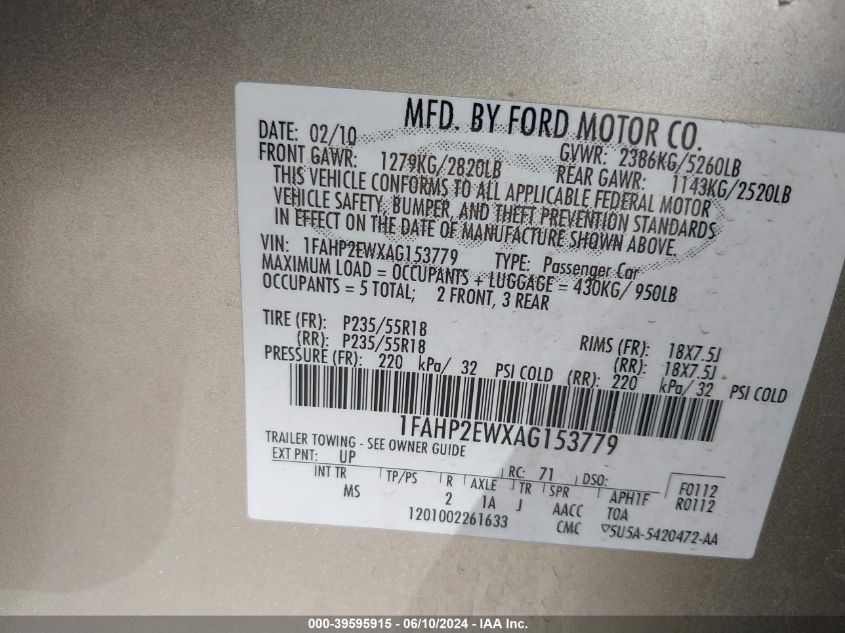 MFD. BY FORD MOTOR CO.
DATE: 02/10 GVWR: 2386KG/5260LB
FRONT GAWR: 1279KG/2820LB REAR GAWR: 1143KG/2520LB
THIS VEHICLE CONFORMS TO ALL APPLICABLE FEDERAL MOTOR
VEHICLE SAFETY, BUMPER, AND THEFT PREVENTION STANDARDS
IN EFFECT ON THE DATE OF MANUFACTURE SHOWN ABOVE.
VIN: 1FAHP2EWXAG153779 TYPE: Passenger Car
MAXIMUM LOAD = OCCUPANTS + LUGGAGE = 430KG/ 950LB
OCCUPANTS = 5 TOTAL; 2 FRONT, 3 REAR
TIRE (FR): P235/55R18 RIMS (FR): 18X7.5J
(RR): P235/55R18 (RR): 18X7.5J
PRESSURE (FR): 220 kPa/ 32 PSI COLD (RR): 220 kPa/ 32 PSI COLD
1FAHP2EWXAG153779
TRAILER TOWING - SEE OWNER GUIDE
EXT PNT: UP RC: 71 DSO: F0112
INT TR TP/PS R AXLE TR SPR APH1F R0112
MS 2 1A J AACC TOA
1201002261633 CMC ▽5U5A-5420472-AA
000-39595915 - 06/10/2024 - IAA Inc.